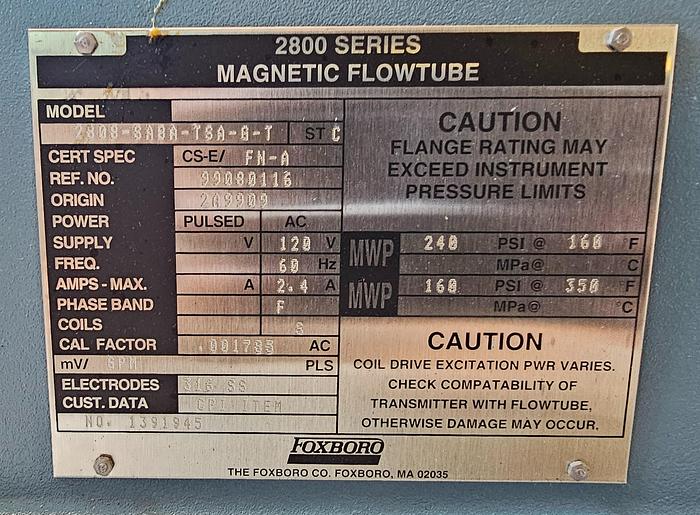 2800 SERIES
MAGNETIC FLOWTUBE
MODEL
2808-SABA-TSA-G-T ST C
CERT SPEC CS-E/ FN-A
REF. NO. 99080116
ORIGIN 2A9909
POWER PULSED AC
SUPPLY V 120 V
FREQ. 60 Hz
AMPS-MAX. A 2.4 A
PHASE BAND F
COILS S
CAL FACTOR .001785 AC
mV/ GPM PLS
ELECTRODES 316 SS
CUST. DATA CPI ITEM
NO. 1391945
CAUTION
FLANGE RATING MAY
EXCEED INSTRUMENT
PRESSURE LIMITS
MWP 240 PSI @ 160 F
MPa@ C
MWP 160 PSI @ 350 F
MPa@ °C
CAUTION
COIL DRIVE EXCITATION PWR VARIES.
CHECK COMPATABILITY OF
TRANSMITTER WITH FLOWTUBE,
OTHERWISE DAMAGE MAY OCCUR.
FOXBORO
THE FOXBORO CO. FOXBORO, MA 02035